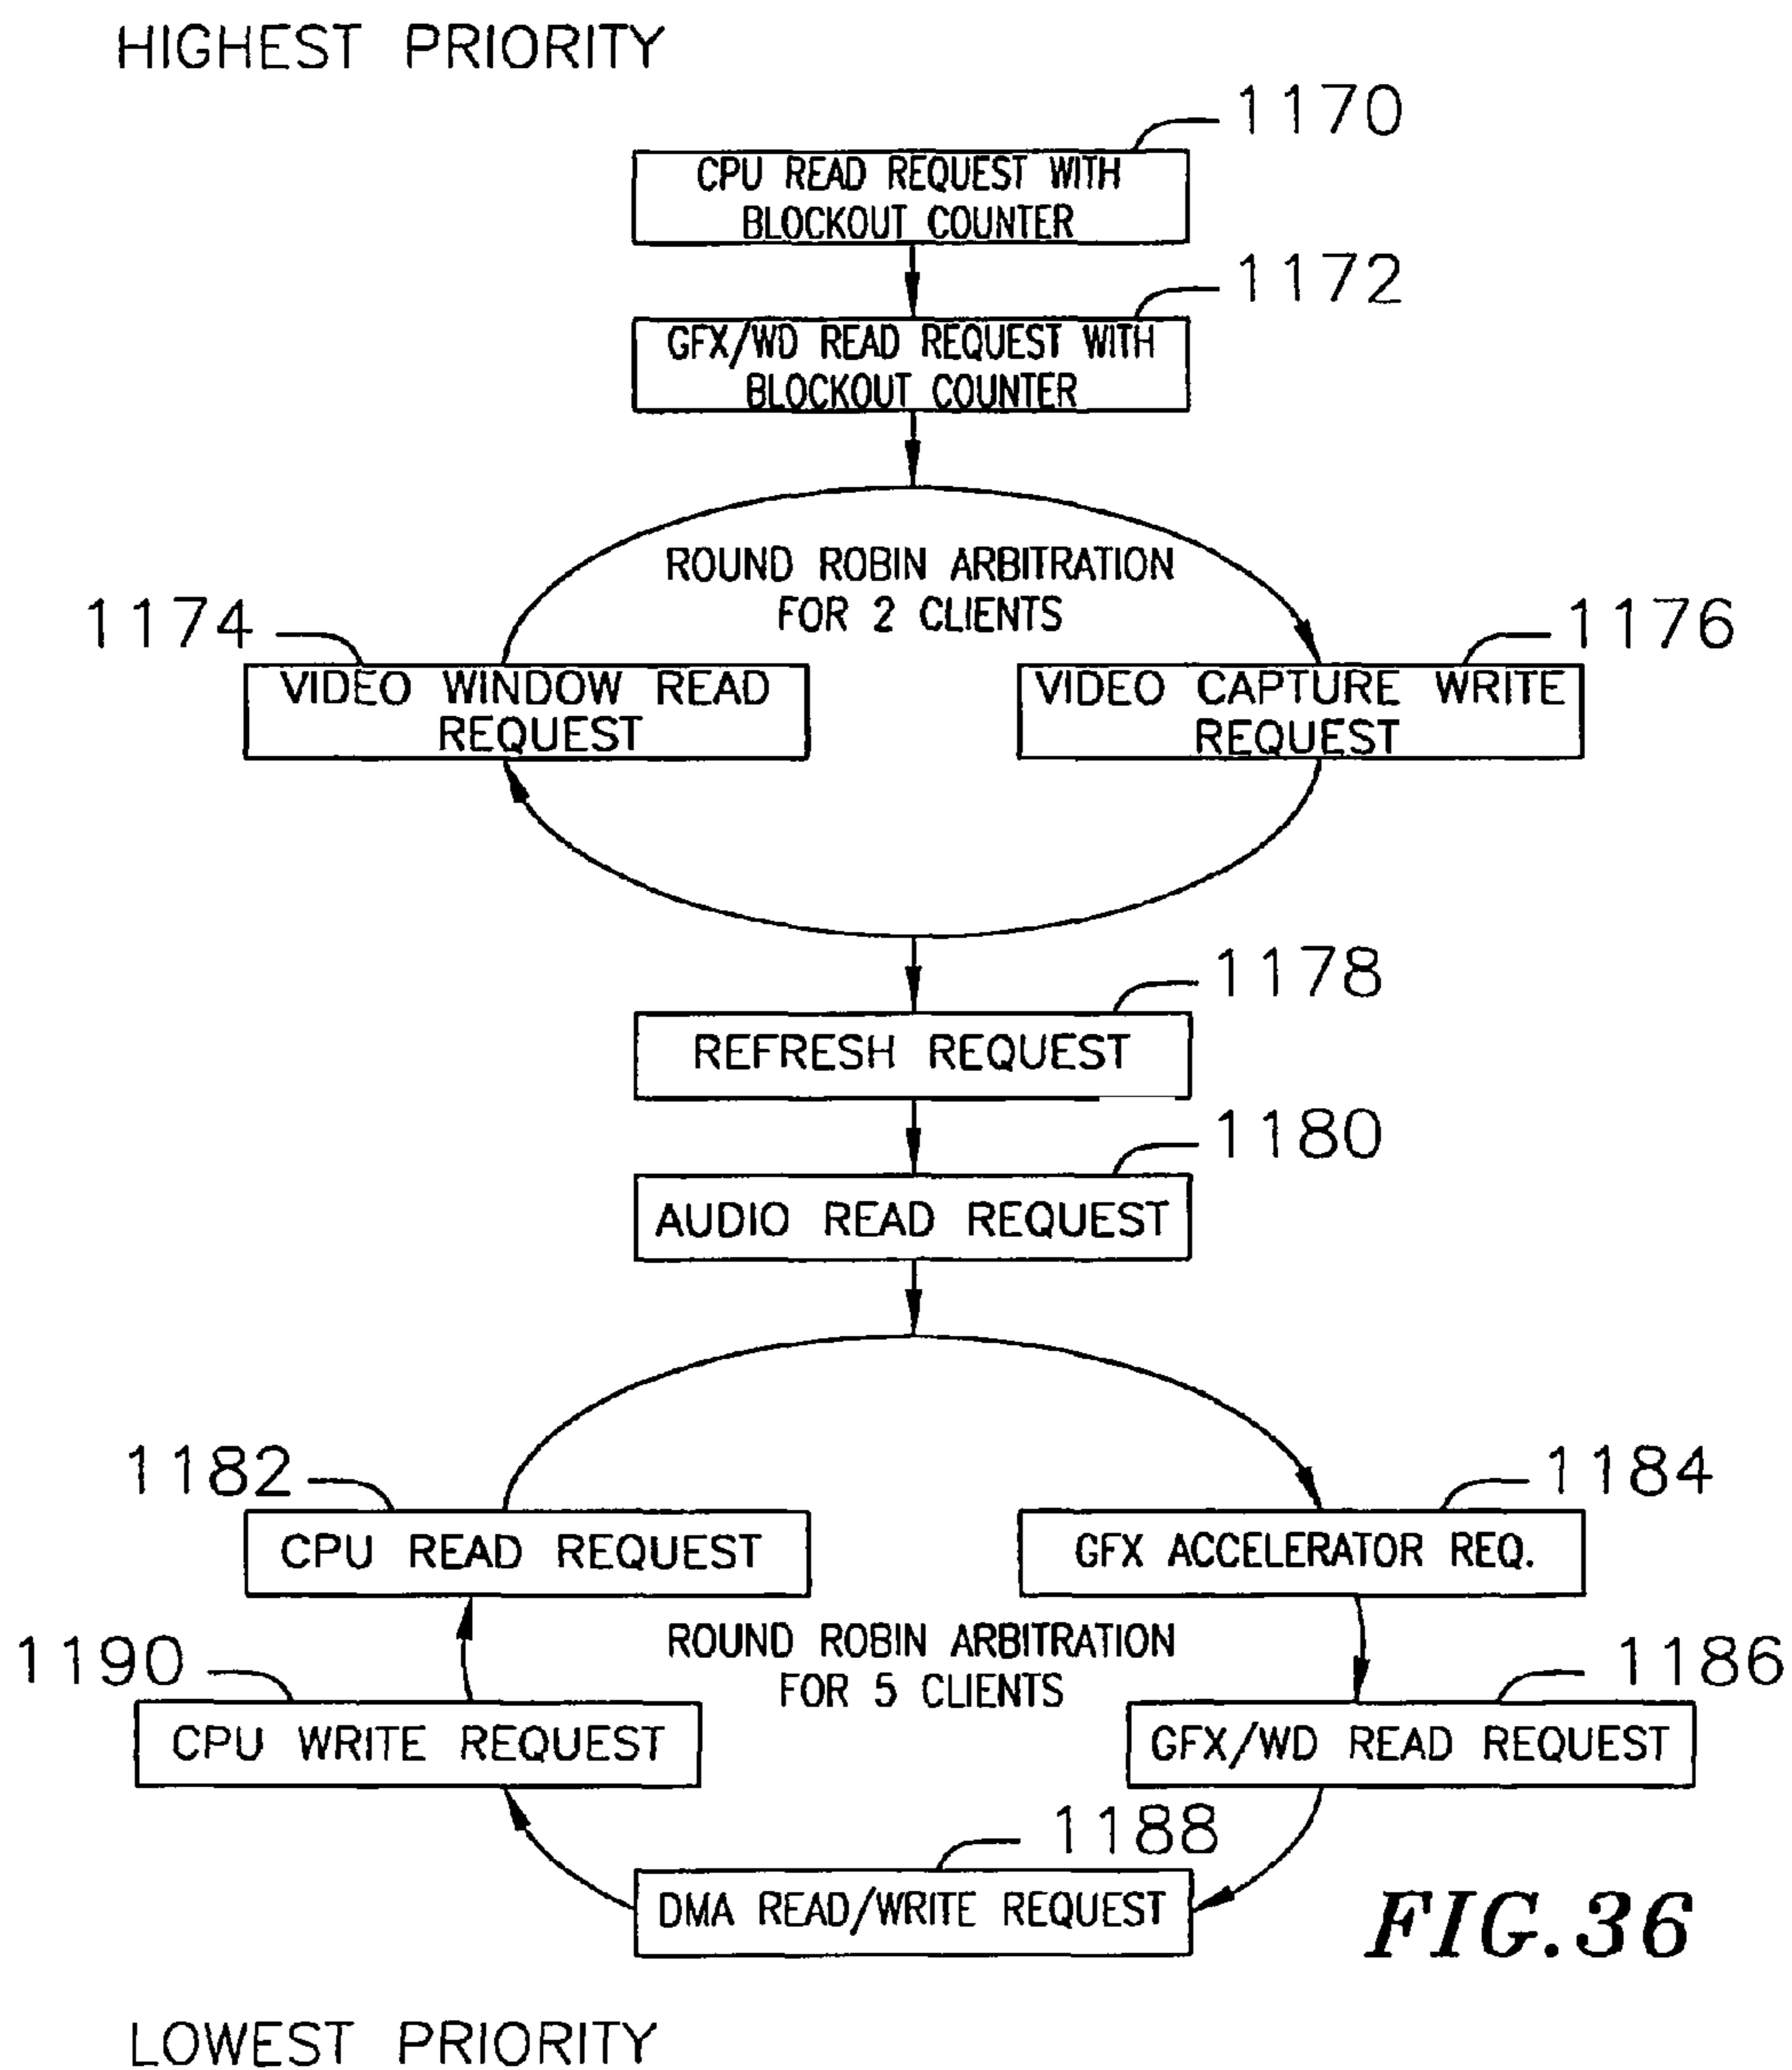 HIGHEST PRIORITY
1170
CPU READ REQUEST WITH
BLOCKOUT COUNTER
1172
GFX/WD READ REQUEST WITH
BLOCKOUT COUNTER
ROUND ROBIN ARBITRATION
FOR 2 CLIENTS
1174
1176
VIDEO WINDOW READ
REQUEST
VIDEO CAPTURE WRITE
REQUEST
1178
REFRESH REQUEST
1180
AUDIO READ REQUEST
1182
1184
CPU READ REQUEST
GFX ACCELERATOR REQ.
ROUND ROBIN ARBITRATION
FOR 5 CLIENTS
1190
1186
CPU WRITE REQUEST
GFX/WD READ REQUEST
1188
DMA READ/WRITE REQUEST
FIG.36
LOWEST PRIORITY